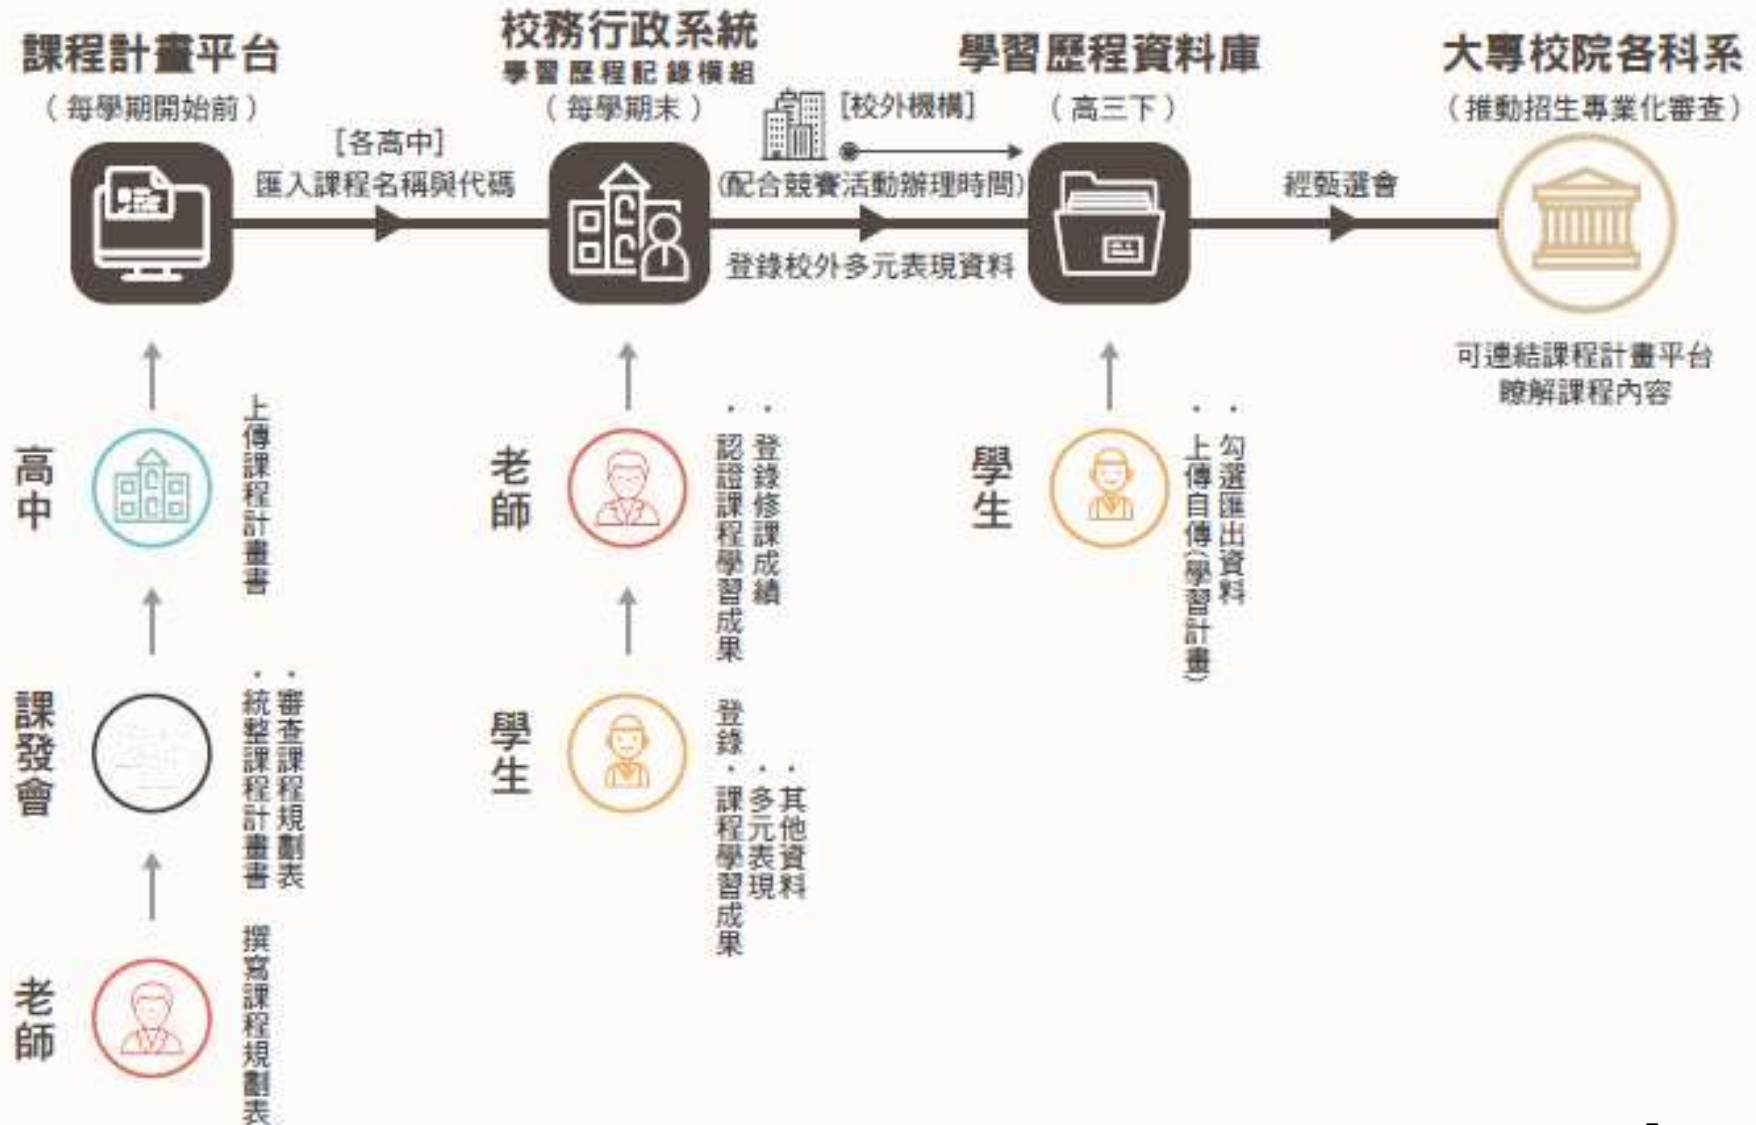 課程計畫平台
（每學期開始前）
[各高中]
匯入課程名稱與代碼
校務行政系統
學習歷程記錄模組
（每學期末）
[校外機構]
(配合競賽活動辦理時間)
登錄校外多元表現資料
學習歷程資料庫
（高三下）
經甄選會
大專校院各科系
（推動招生專業化審查）
可連結課程計畫平台
瞭解課程內容
高中
上傳課程計畫書
課發會
・審查課程規劃表
・統整課程計畫書
老師
撰寫課程規劃表
老師
・登錄修課成績
・認證課程學習成果
學生
登錄
・其他資料
・多元表現
・課程學習成果
學生
・勾選匯出資料
・上傳自傳(學習計畫)